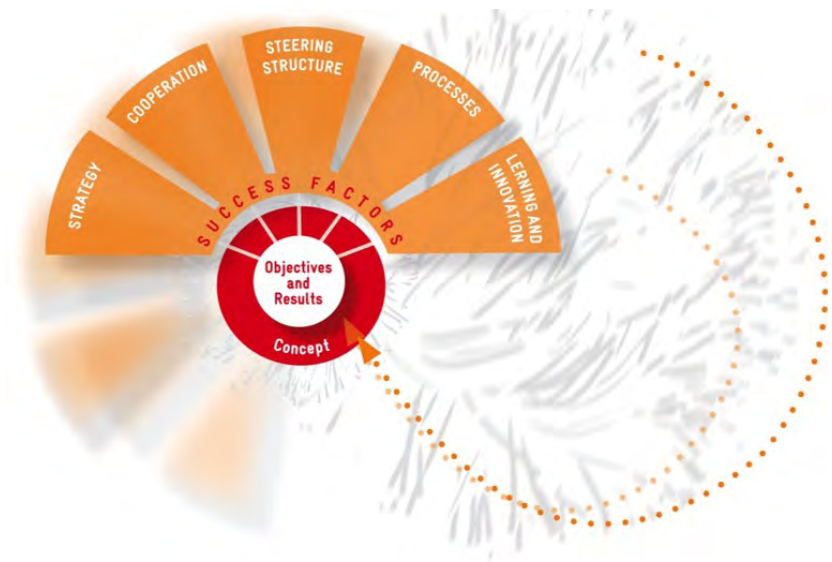 STRATEGY
COOPERATION
STEERING
STRUCTURE
PROCESSES
LERNING AND
INNOVATION
SUCCESS FACTORS
Objectives
and
Results
Concept